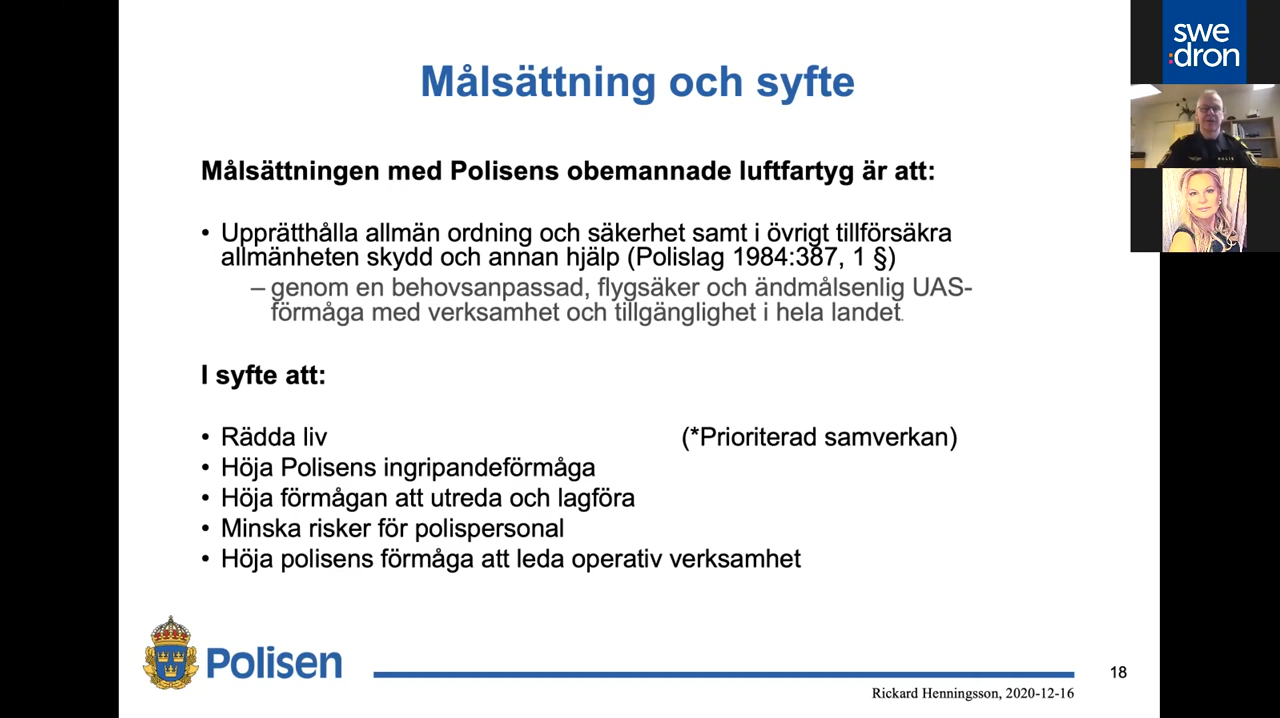 Målsättning och syfte
Målsättningen med Polisens obemannade luftfartyg är att:
• Upprätthålla allmän ordning och säkerhet samt i övrigt tillförsäkra
allmänheten skydd och annan hjälp (Polislag 1984:387, 1 §)
– genom en behovsanpassad, flygsäker och ändmålsenlig UAS-
förmåga med verksamhet och tillgänglighet i hela landet.
I syfte att:
• Rädda liv (*Prioriterad samverkan)
• Höja Polisens ingripandeförmåga
• Höja förmågan att utreda och lagföra
• Minska risker för polispersonal
• Höja polisens förmåga att leda operativ verksamhet
Polisen
18
Rickard Henningsson, 2020-12-16
swe
:dron
POLIS